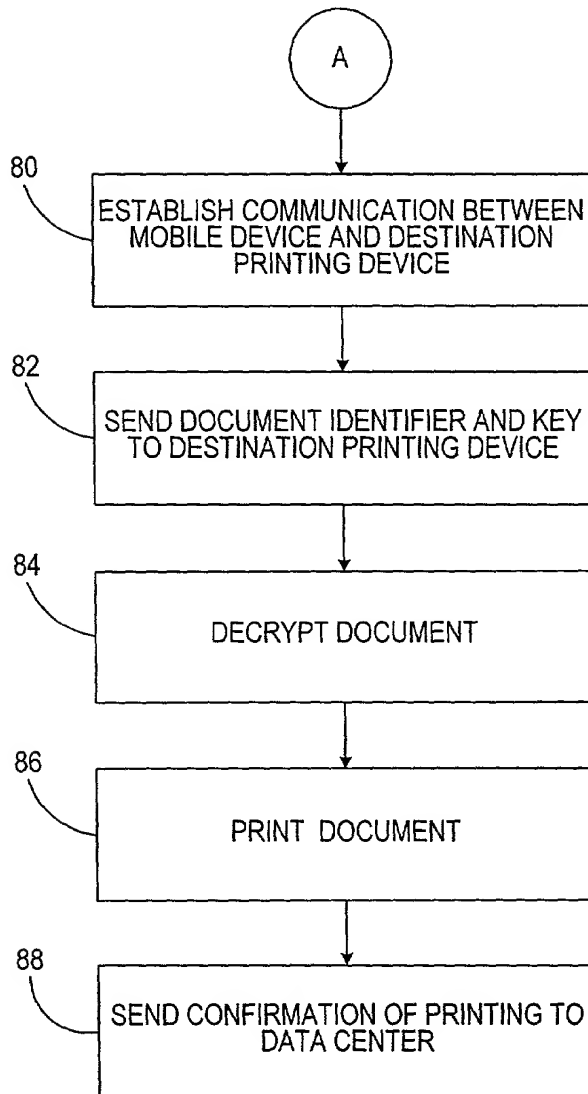 A
80
ESTABLISH COMMUNICATION BETWEEN
MOBILE DEVICE AND DESTINATION
PRINTING DEVICE
82
SEND DOCUMENT IDENTIFIER AND KEY
TO DESTINATION PRINTING DEVICE
84
DECRYPT DOCUMENT
86
PRINT DOCUMENT
88
SEND CONFIRMATION OF PRINTING TO
DATA CENTER